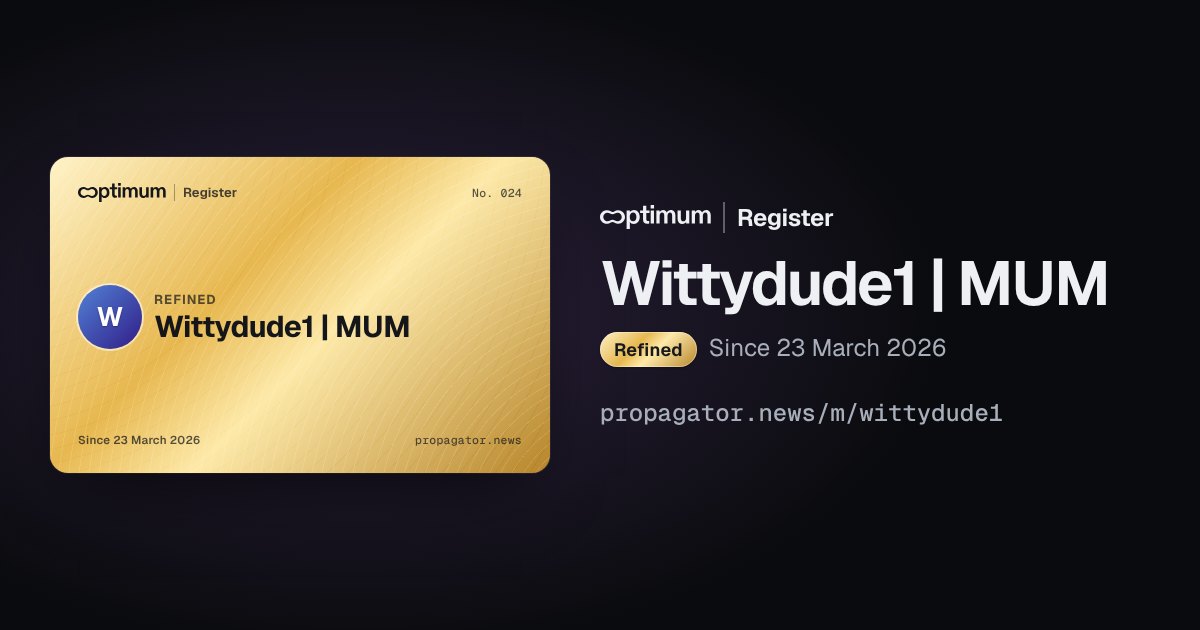 optimum | Register
No. 024
W
REFINED
Wittydude1 | MUM
Since 23 March 2026
propagator.news
optimum | Register
Wittydude1 | MUM
Refined
Since 23 March 2026
propagator.news/m/wittydude1